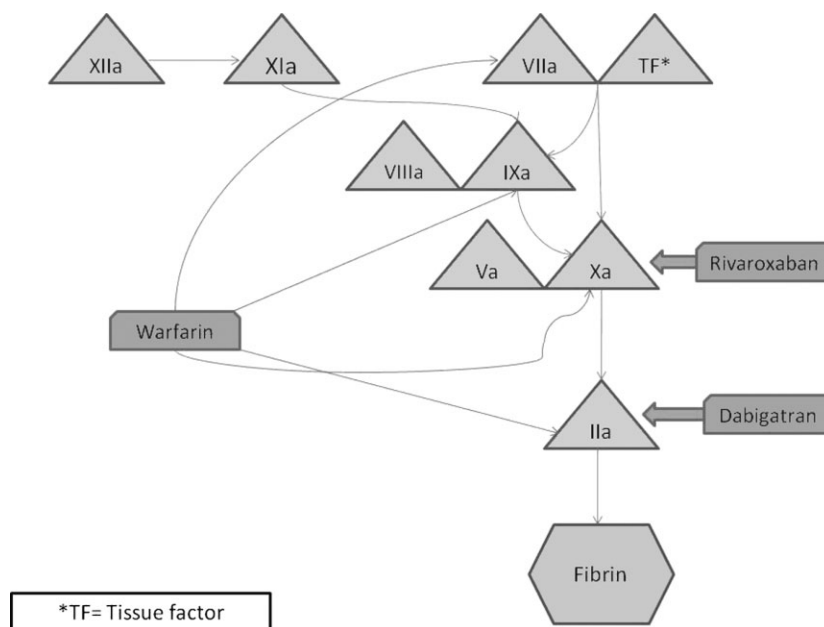 XIIa
XIa
VIIa
TF*
VIIIa
IXa
Va
Xa
Rivaroxaban
Warfarin
IIa
Dabigatran
Fibrin
*TF= Tissue factor